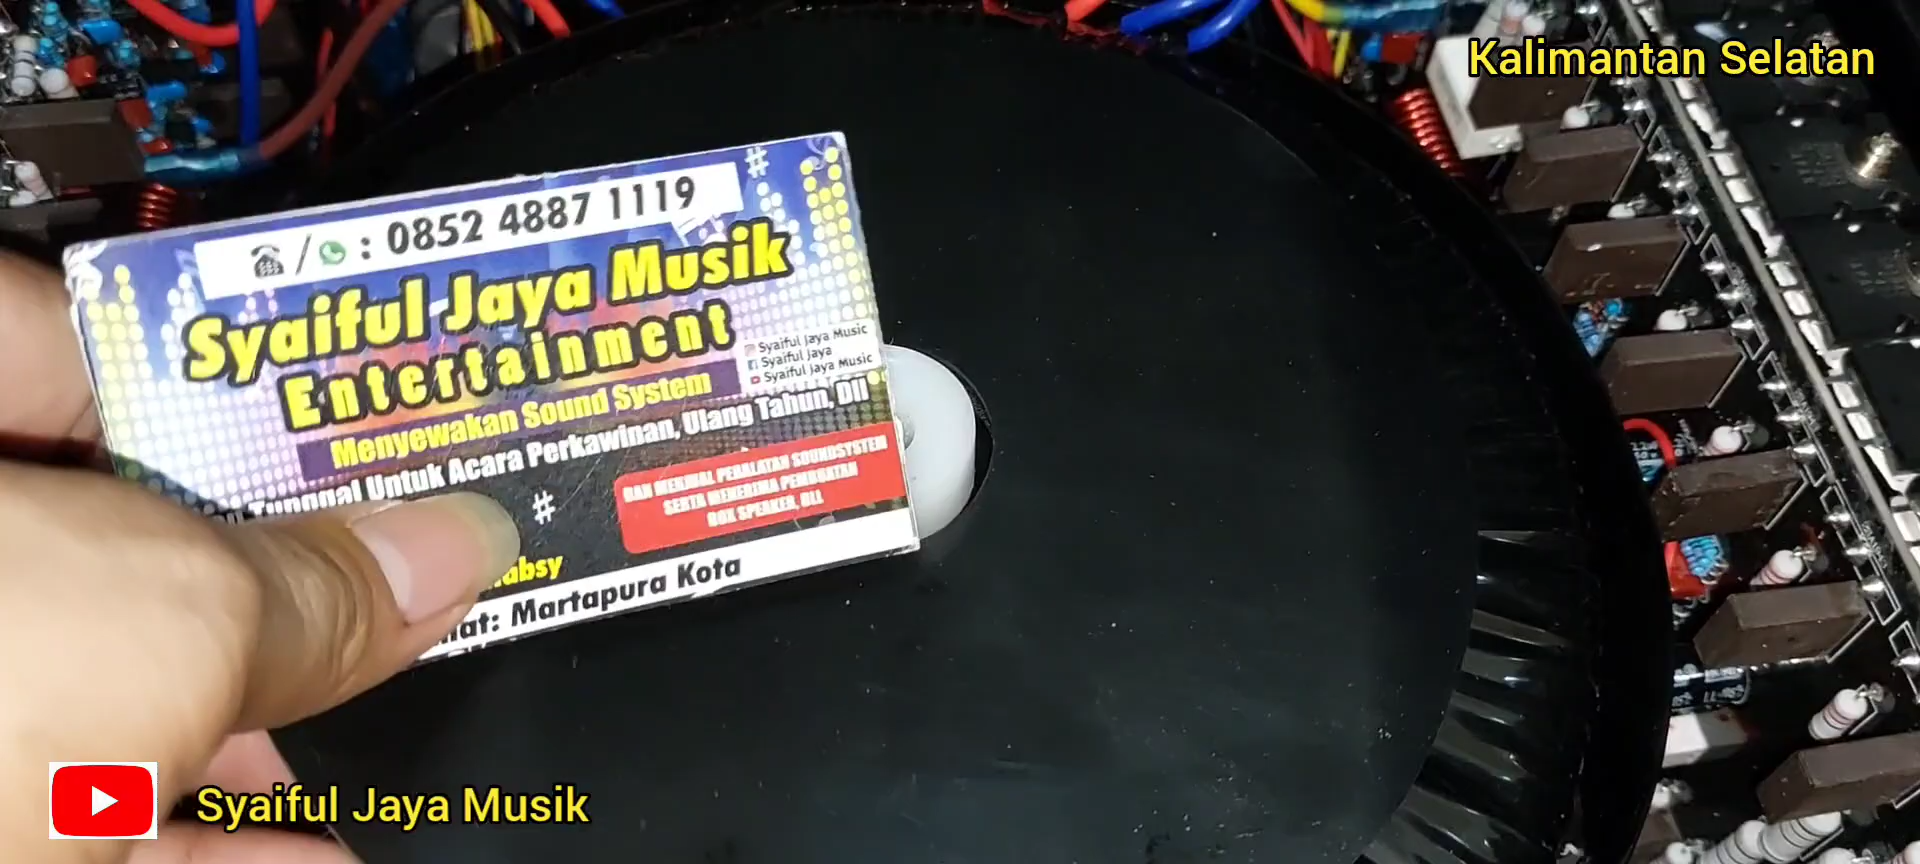 Kalimantan Selatan
: 0852 4887 1119
#
Syaiful Jaya Musik
Entertainment
Syaiful Jaya Music
Syaiful Jaya
Syaiful Jaya Music
Menyewakan Sound System
Tunggal Untuk Acara Perkawinan, Ulang Tahun, Dll
#
DAN MENJUAL PERALATAN SOUNDSYSTEM
SERTA MENERIMA PEMBUATAN
BOX SPEAKER, DLL
Martapura Kota
Syaiful Jaya Musik